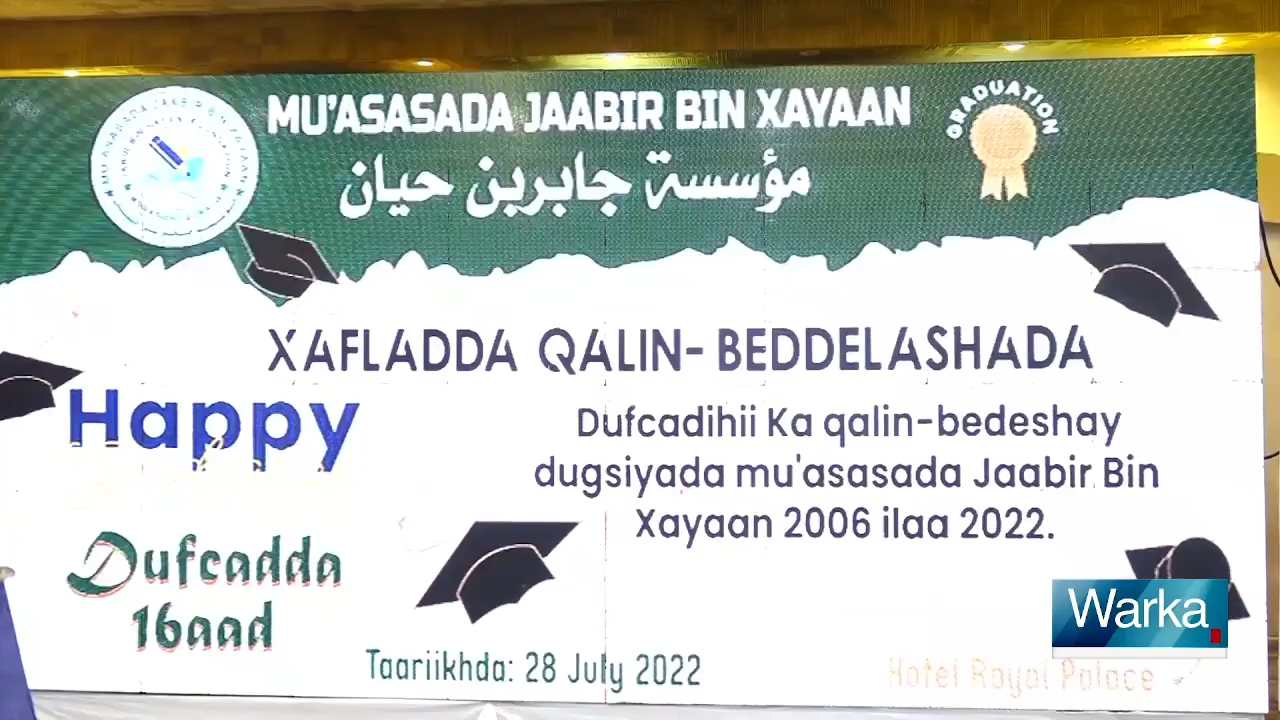 MU'ASASADA JAABIR BIN XAYAAN
مؤسسة جابربن حيان
GRADUATION
XAFLADDA QALIN- BEDDELASHADA
Happy
Dufcadihii Ka qalin-bedeshay
dugsiyada mu'asasada Jaabir Bin
Xayaan 2006 ilaa 2022.
Dufcadda
16aad
Taariikhda: 28 July 2022
Hotel Royal Palace
Warka.